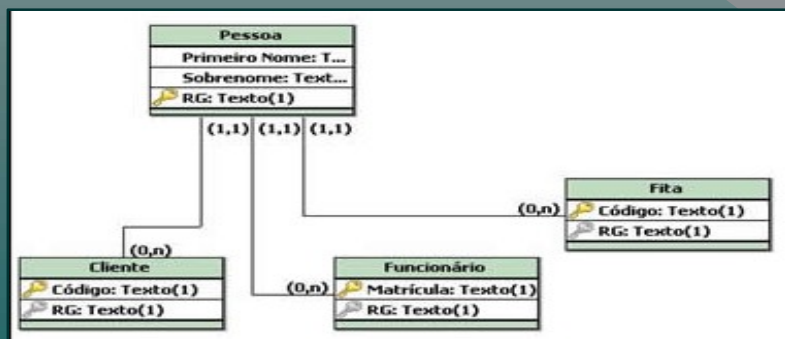 Pessoa
Primeiro Nome: T...
Sobrenome: Text...
RG: Texto(1)
(1,1) (1,1) (1,1)
Fita
(0,n) Código: Texto(1)
RG: Texto(1)
(0,n)
Cliente
Código: Texto(1)
RG: Texto(1)
Funcionário
(0,n) Matrícula: Texto(1)
RG: Texto(1)